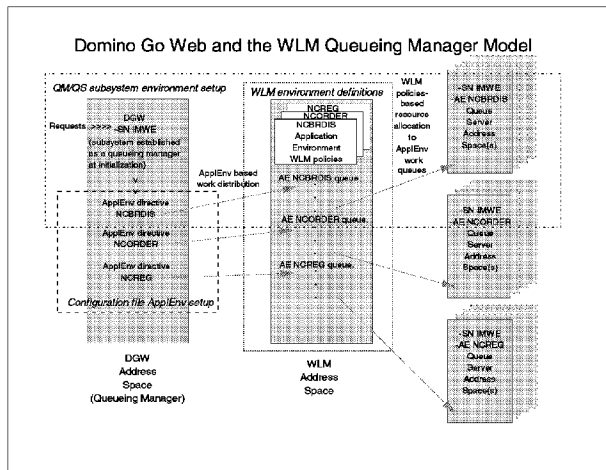 Domino Go Web and the WLM Queueing Manager Model
QM/QS subsystem environment setup
Requests >>>>
DGW
-SN IMWE
(subsystem established
as a queueing manager
at initialization)
v
v
ApplEnv directive
NCBRDIS
ApplEnv directive
NCORDER
ApplEnv directive
NCREG
Configuration file ApplEnv setup
DGW
Address
Space
(Queueing Manager)
ApplEnv based
work distribution
WLM environment definitions
NCREG
NCORDER
NCBRDIS
Application
Environment
WLM policies
AE NCBRDIS queue
AE NCORDER queue
AE NCREG queue
WLM
Address
Space
WLM
policies-
based
resource
allocation
to
ApplEnv
work
queues
-SN IMWE
-AE NCBRDIS
Queue
Server
Address
Space(s)
-SN IMWE
-AE NCORDER
Queue
Server
Address
Space(s)
-SN IMWE
-AE NCREG
Queue
Server
Address
Space(s)